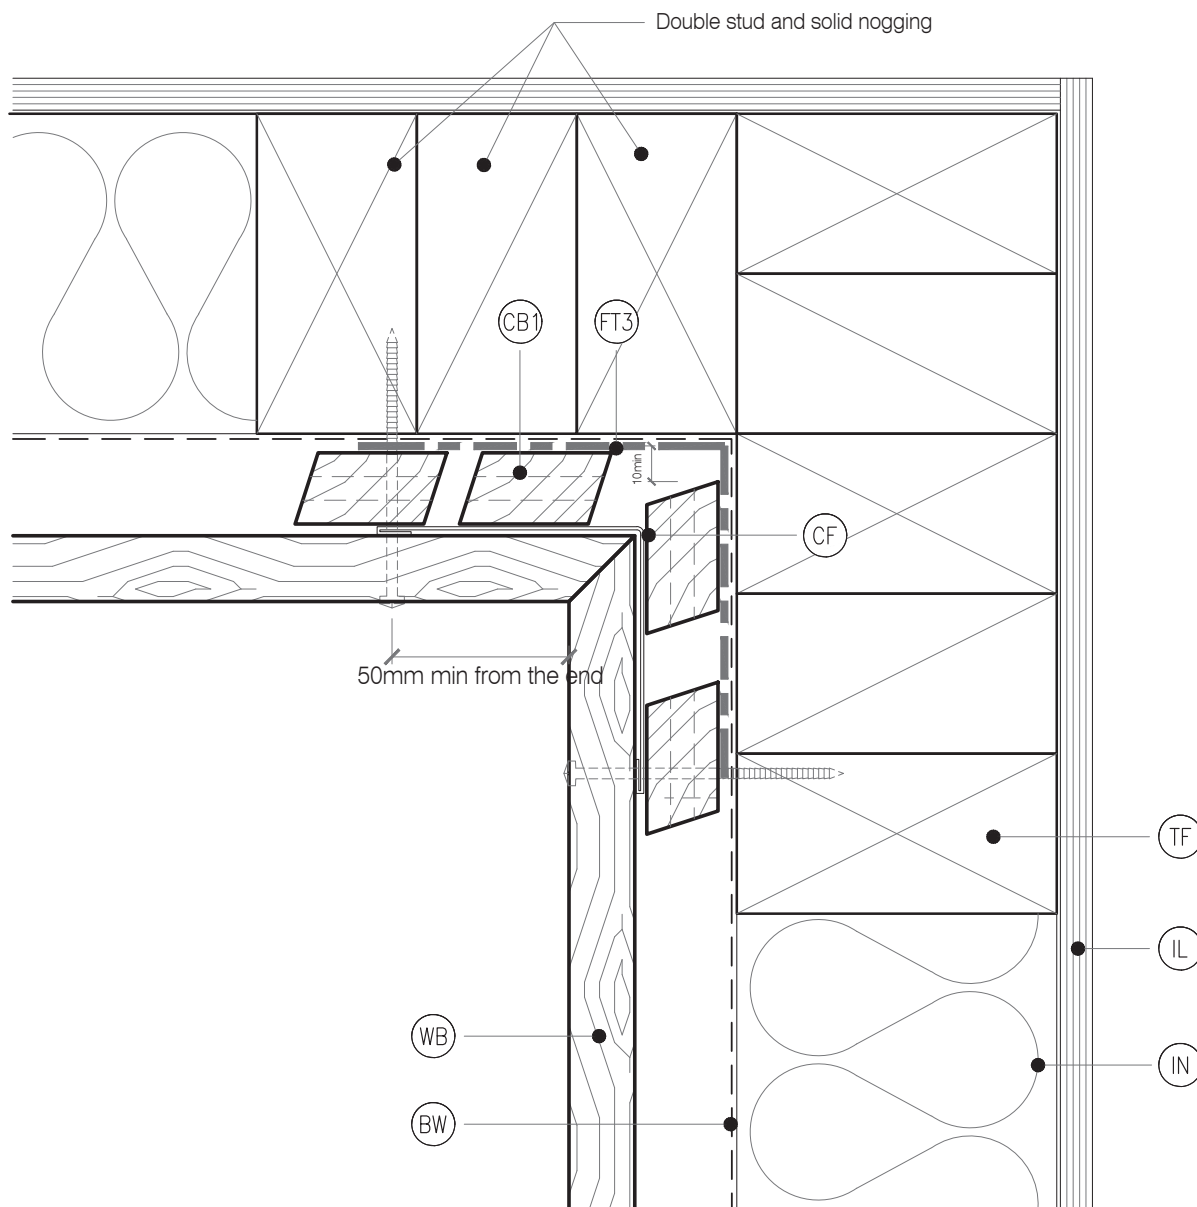 Double stud and solid nogging
CB1
FT3
10min
CF
50mm min from the end
TF
IL
WB
IN
BW